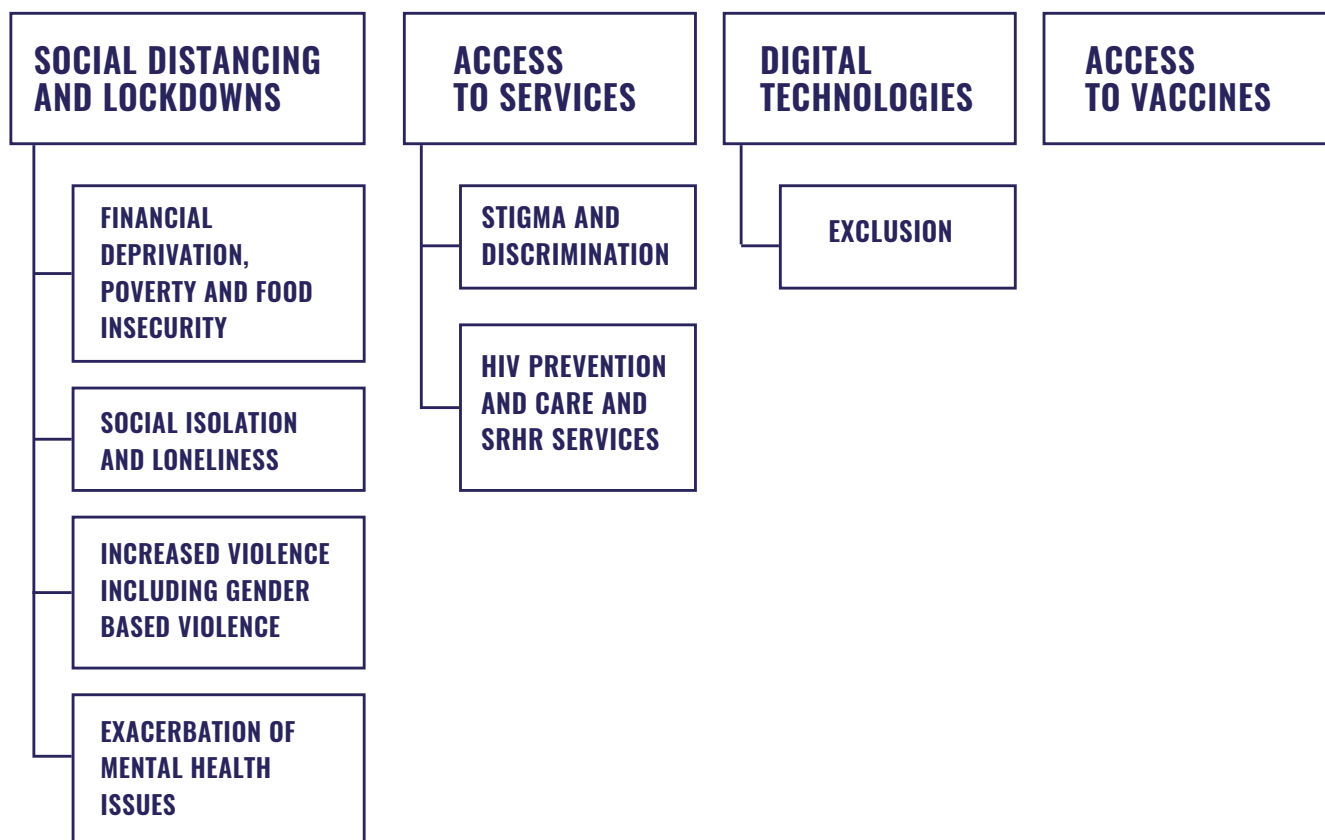 SOCIAL DISTANCING
AND LOCKDOWNS
FINANCIAL
DEPRIVATION,
POVERTY AND FOOD
INSECURITY
SOCIAL ISOLATION
AND LONELINESS
INCREASED VIOLENCE
INCLUDING GENDER
BASED VIOLENCE
EXACERBATION OF
MENTAL HEALTH
ISSUES
ACCESS
TO SERVICES
STIGMA AND
DISCRIMINATION
HIV PREVENTION
AND CARE AND
SRHR SERVICES
DIGITAL
TECHNOLOGIES
EXCLUSION
ACCESS
TO VACCINES